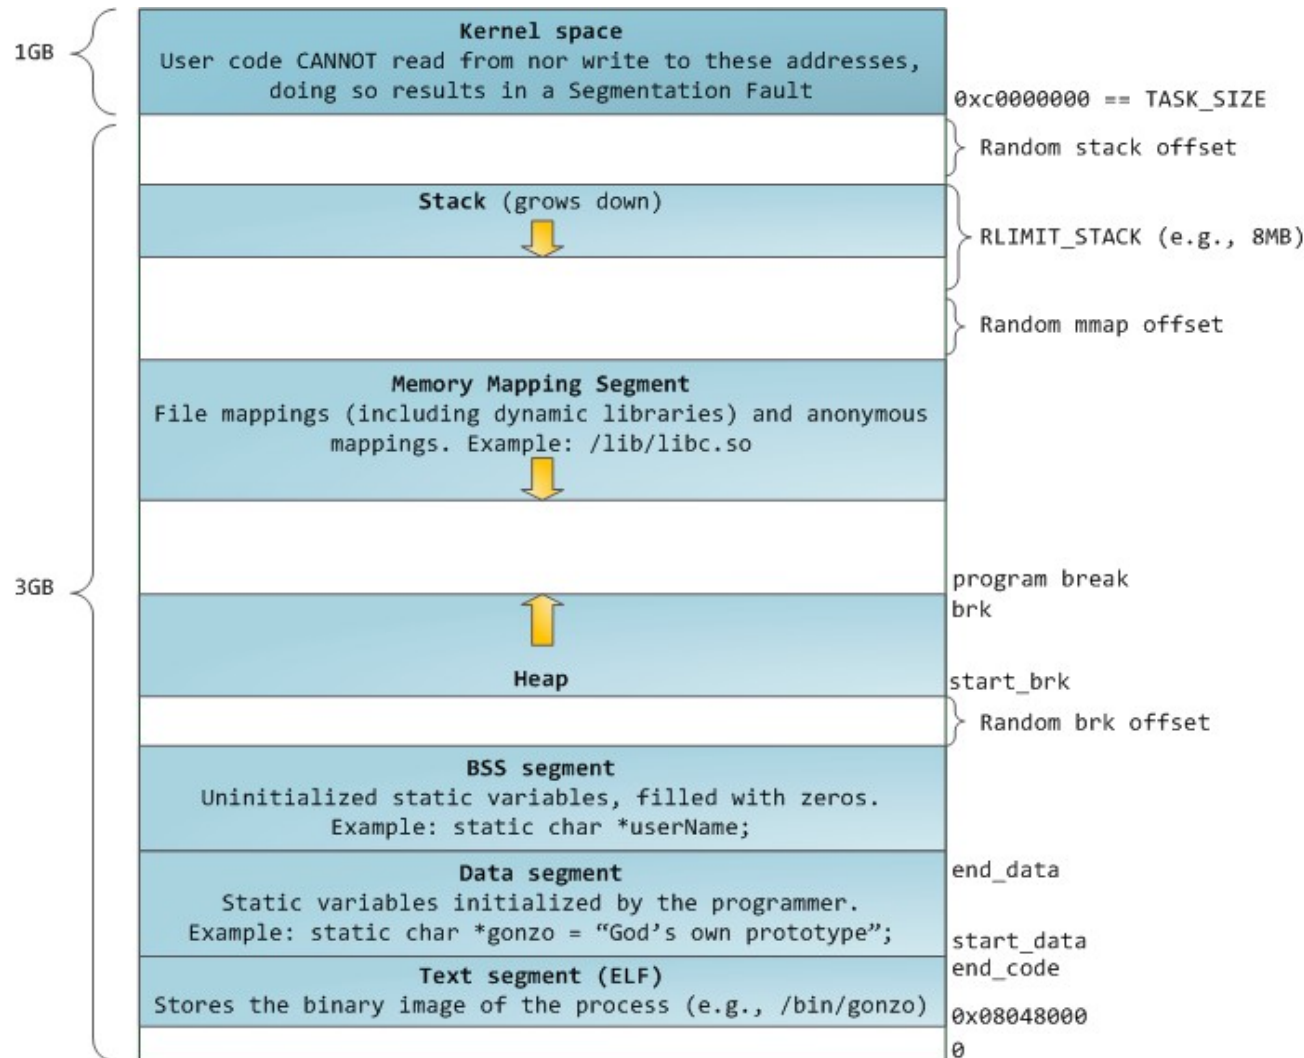 1GB
Kernel space
User code CANNOT read from nor write to these addresses,
doing so results in a Segmentation Fault
0xc0000000 == TASK_SIZE
Random stack offset
Stack (grows down)
RLIMIT_STACK (e.g., 8MB)
Random mmap offset
Memory Mapping Segment
File mappings (including dynamic libraries) and anonymous
mappings. Example: /lib/libc.so
3GB
program break
brk
Heap
start_brk
Random brk offset
BSS segment
Uninitialized static variables, filled with zeros.
Example: static char *userName;
Data segment
Static variables initialized by the programmer.
Example: static char *gonzo = “God’s own prototype”;
end_data
start_data
end_code
Text segment (ELF)
Stores the binary image of the process (e.g., /bin/gonzo)
0x08048000
0